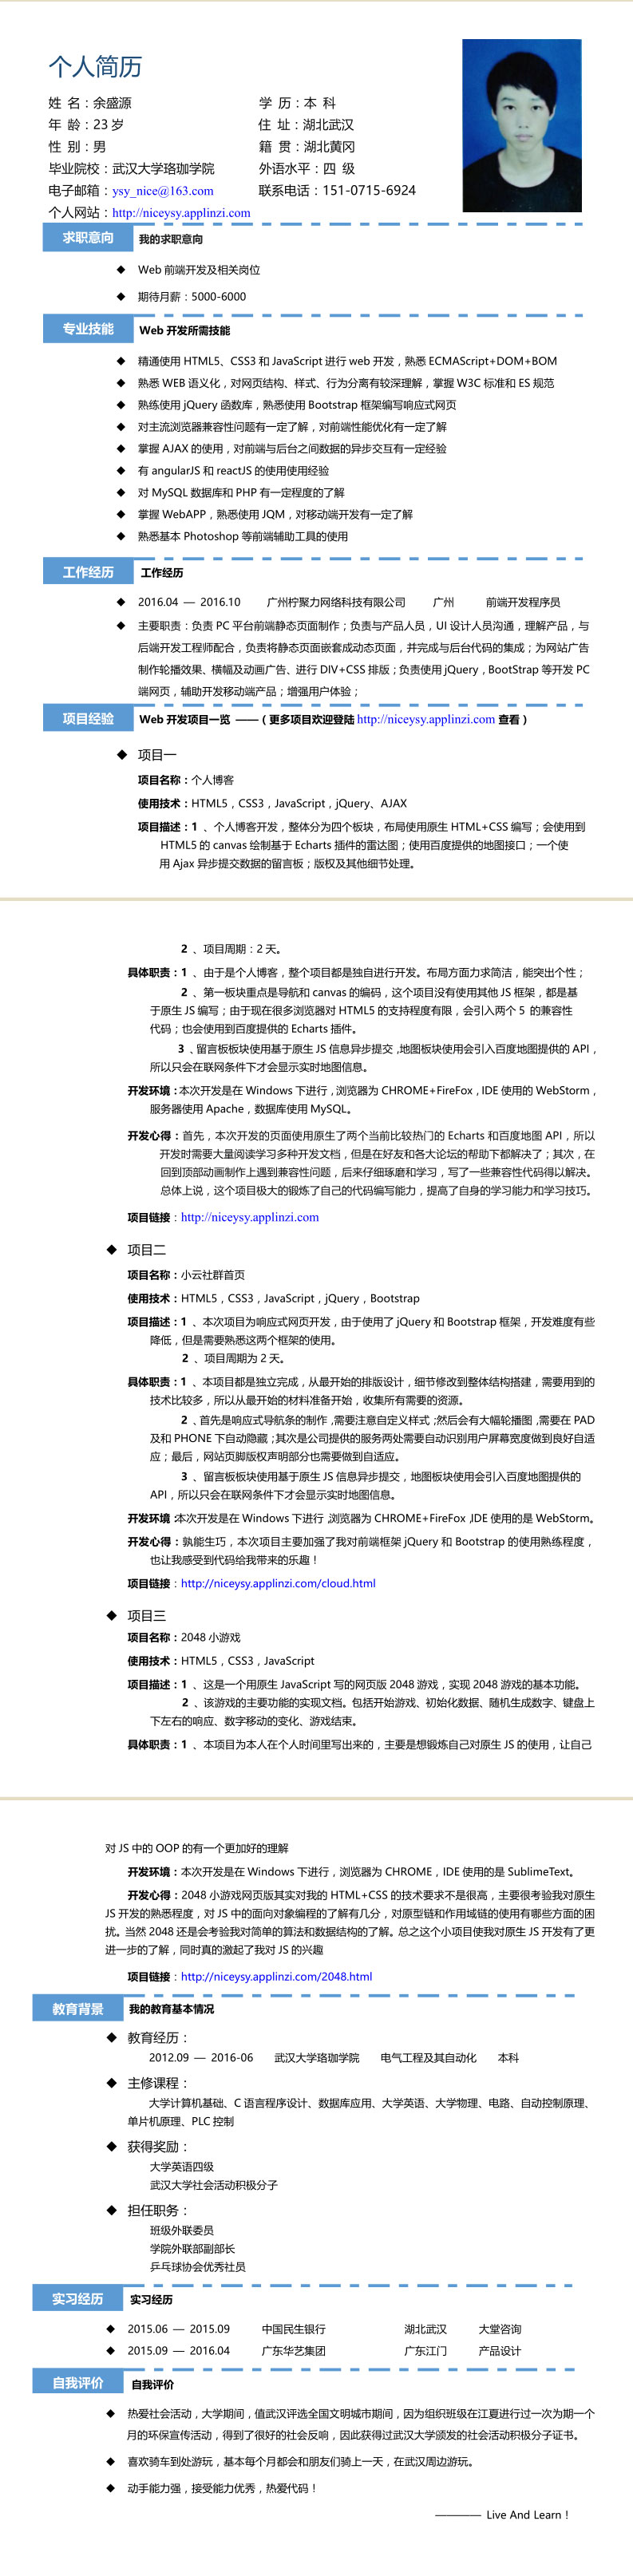 个人简历
姓 名：余盛源 学 历：本 科
年 龄：23 岁 住 址：湖北武汉
性 别：男 籍 贯：湖北黄冈
毕业院校：武汉大学珞珈学院 外语水平：四 级
电子邮箱：ysy_nice@163.com 联系电话：151-0715-6924
个人网站：http://niceysy.applinzi.com
求职意向 我的求职意向
◆ Web 前端开发及相关岗位
◆ 期待月薪：5000-6000
专业技能 Web 开发所需技能
◆ 精通使用 HTML5、CSS3 和 JavaScript 进行 web 开发，熟悉 ECMAScript+DOM+BOM
◆ 熟悉 WEB 语义化，对网页结构、样式、行为分离有较深理解，掌握 W3C 标准和 ES 规范
◆ 熟练使用 jQuery 函数库，熟悉使用 Bootstrap 框架编写响应式网页
◆ 对主流浏览器兼容性问题有一定了解，对前端性能优化有一定了解
◆ 掌握 AJAX 的使用，对前端与后台之间数据的异步交互有一定经验
◆ 有 angularJS 和 reactJS 的使用使用经验
◆ 对 MySQL 数据库和 PHP 有一定程度的了解
◆ 掌握 WebAPP，熟悉使用 JQM，对移动端开发有一定了解
◆ 熟悉基本 Photoshop 等前端辅助工具的使用
工作经历 工作经历
◆ 2016.04 — 2016.10 广州柠聚力网络科技有限公司 广州 前端开发程序员
◆ 主要职责：负责 PC 平台前端静态页面制作；负责与产品人员，UI 设计人员沟通，理解产品，与
后端开发工程师配合，负责将静态页面嵌套成动态页面，并完成与后台代码的集成；为网站广告
制作轮播效果、横幅及动画广告、进行 DIV+CSS 排版；负责使用 jQuery，BootStrap 等开发 PC
端网页，辅助开发移动端产品；增强用户体验；
项目经验 Web 开发项目一览 ——（更多项目欢迎登陆 http://niceysy.applinzi.com 查看）
◆ 项目一
项目名称：个人博客
使用技术：HTML5，CSS3，JavaScript，jQuery、AJAX
项目描述：1 、个人博客开发，整体分为四个板块，布局使用原生 HTML+CSS 编写；会使用到
HTML5 的 canvas 绘制基于 Echarts 插件的雷达图；使用百度提供的地图接口；一个使
用 Ajax 异步提交数据的留言板；版权及其他细节处理。
2 、项目周期：2 天。
具体职责：1 、由于是个人博客，整个项目都是独自进行开发。布局方面力求简洁，能突出个性；
2 、第一板块重点是导航和 canvas 的编码，这个项目没有使用其他 JS 框架，都是基
于原生 JS 编写；由于现在很多浏览器对 HTML5 的支持程度有限，会引入两个 5 的兼容性
代码；也会使用到百度提供的 Echarts 插件。
3 、留言板板块使用基于原生 JS 信息异步提交，地图板块使用会引入百度地图提供的 API，
所以只会在联网条件下才会显示实时地图信息。
开发环境：本次开发是在 Windows 下进行，浏览器为 CHROME+FireFox，IDE 使用的 WebStorm，
服务器使用 Apache，数据库使用 MySQL。
开发心得：首先，本次开发的页面使用原生了两个当前比较热门的 Echarts 和百度地图 API，所以
开发时需要大量阅读学习多种开发文档，但是在好友和各大论坛的帮助下都解决了；其次，在
回到顶部动画制作上遇到兼容性问题，后来仔细琢磨和学习，写了一些兼容性代码得以解决。
总体上说，这个项目极大的锻炼了自己的代码编写能力，提高了自身的学习能力和学习技巧。
项目链接：http://niceysy.applinzi.com
◆ 项目二
项目名称：小云社群首页
使用技术：HTML5，CSS3，JavaScript，jQuery，Bootstrap
项目描述：1 、本次项目为响应式网页开发，由于使用了 jQuery 和 Bootstrap 框架，开发难度有些
降低，但是需要熟悉这两个框架的使用。
2 、项目周期为 2 天。
具体职责：1 、本项目都是独立完成，从最开始的排版设计，细节修改到整体结构搭建，需要用到的
技术比较多，所以从最开始的材料准备开始，收集所有需要的资源。
2 、首先是响应式导航条的制作，需要注意自定义样式；然后会有大幅轮播图，需要在 PAD
及和 PHONE 下自动隐藏；其次是公司提供的服务两处需要自动识别用户屏幕宽度做到良好自适
应；最后，网站页脚版权声明部分也需要做到自适应。
3 、留言板板块使用基于原生 JS 信息异步提交，地图板块使用会引入百度地图提供的
API，所以只会在联网条件下才会显示实时地图信息。
开发环境：本次开发是在 Windows 下进行，浏览器为 CHROME+FireFox，IDE 使用的是 WebStorm。
开发心得：孰能生巧，本次项目主要加强了我对前端框架 jQuery 和 Bootstrap 的使用熟练程度，
也让我感受到代码给我带来的乐趣！
项目链接：http://niceysy.applinzi.com/cloud.html
◆ 项目三
项目名称：2048 小游戏
使用技术：HTML5，CSS3，JavaScript
项目描述：1 、这是一个用原生 JavaScript 写的网页版 2048 游戏，实现 2048 游戏的基本功能。
2 、该游戏的主要功能的实现文档。包括开始游戏、初始化数据、随机生成数字、键盘上
下左右的响应、数字移动的变化、游戏结束。
具体职责：1 、本项目为本人在个人时间里写出来的，主要是想锻炼自己对原生 JS 的使用，让自己
对 JS 中的 OOP 的有一个更加好的理解
开发环境：本次开发是在 Windows 下进行，浏览器为 CHROME，IDE 使用的是 SublimeText。
开发心得：2048 小游戏网页版其实对我的 HTML+CSS 的技术要求不是很高，主要很考验我对原生
JS 开发的熟悉程度，对 JS 中的面向对象编程的了解有几分，对原型链和作用域链的使用有哪些方面的困
扰。当然 2048 还是会考验我对简单的算法和数据结构的了解。总之这个小项目使我对原生 JS 开发有了更
进一步的了解，同时真的激起了我对 JS 的兴趣
项目链接：http://niceysy.applinzi.com/2048.html
教育背景 我的教育基本情况
◆ 教育经历：
2012.09 — 2016-06 武汉大学珞珈学院 电气工程及其自动化 本科
◆ 主修课程：
大学计算机基础、C 语言程序设计、数据库应用、大学英语、大学物理、电路、自动控制原理、
单片机原理、PLC 控制
◆ 获得奖励：
大学英语四级
武汉大学社会活动积极分子
◆ 担任职务：
班级外联委员
学院外联部副部长
乒乓球协会优秀社员
实习经历 实习经历
◆ 2015.06 — 2015.09 中国民生银行 湖北武汉 大堂咨询
◆ 2015.09 — 2016.04 广东华艺集团 广东江门 产品设计
自我评价 自我评价
◆ 热爱社会活动，大学期间，值武汉评选全国文明城市期间，因为组织班级在江夏进行过一次为期一个
月的环保宣传活动，得到了很好的社会反响，因此获得过武汉大学颁发的社会活动积极分子证书。
◆ 喜欢骑车到处游玩，基本每个月都会和朋友们骑上一天，在武汉周边游玩。
◆ 动手能力强，接受能力优秀，热爱代码！
———— Live And Learn！